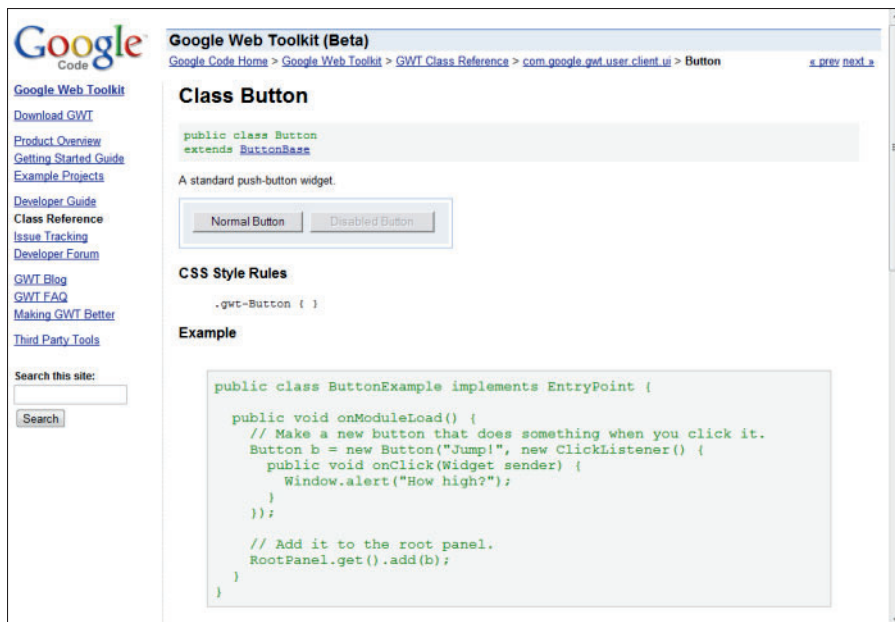 Google
Code
Google Web Toolkit
Download GWT
Product Overview
Getting Started Guide
Example Projects
Developer Guide
Class Reference
Issue Tracking
Developer Forum
GWT Blog
GWT FAQ
Making GWT Better
Third Party Tools
Search this site:
Search
Google Web Toolkit (Beta)
Google Code Home > Google Web Toolkit > GWT Class Reference > com.google.gwt.user.client.ui > Button
« prev next »
Class Button
public class Button
extends ButtonBase
A standard push-button widget.
Normal Button Disabled Button
CSS Style Rules
.gwt-Button { }
Example
public class ButtonExample implements EntryPoint {
public void onModuleLoad() {
// Make a new button that does something when you click it.
Button b = new Button("Jump!", new ClickListener() {
public void onClick(Widget sender) {
Window.alert("How high?");
}
});
// Add it to the root panel.
RootPanel.get().add(b);
}
}